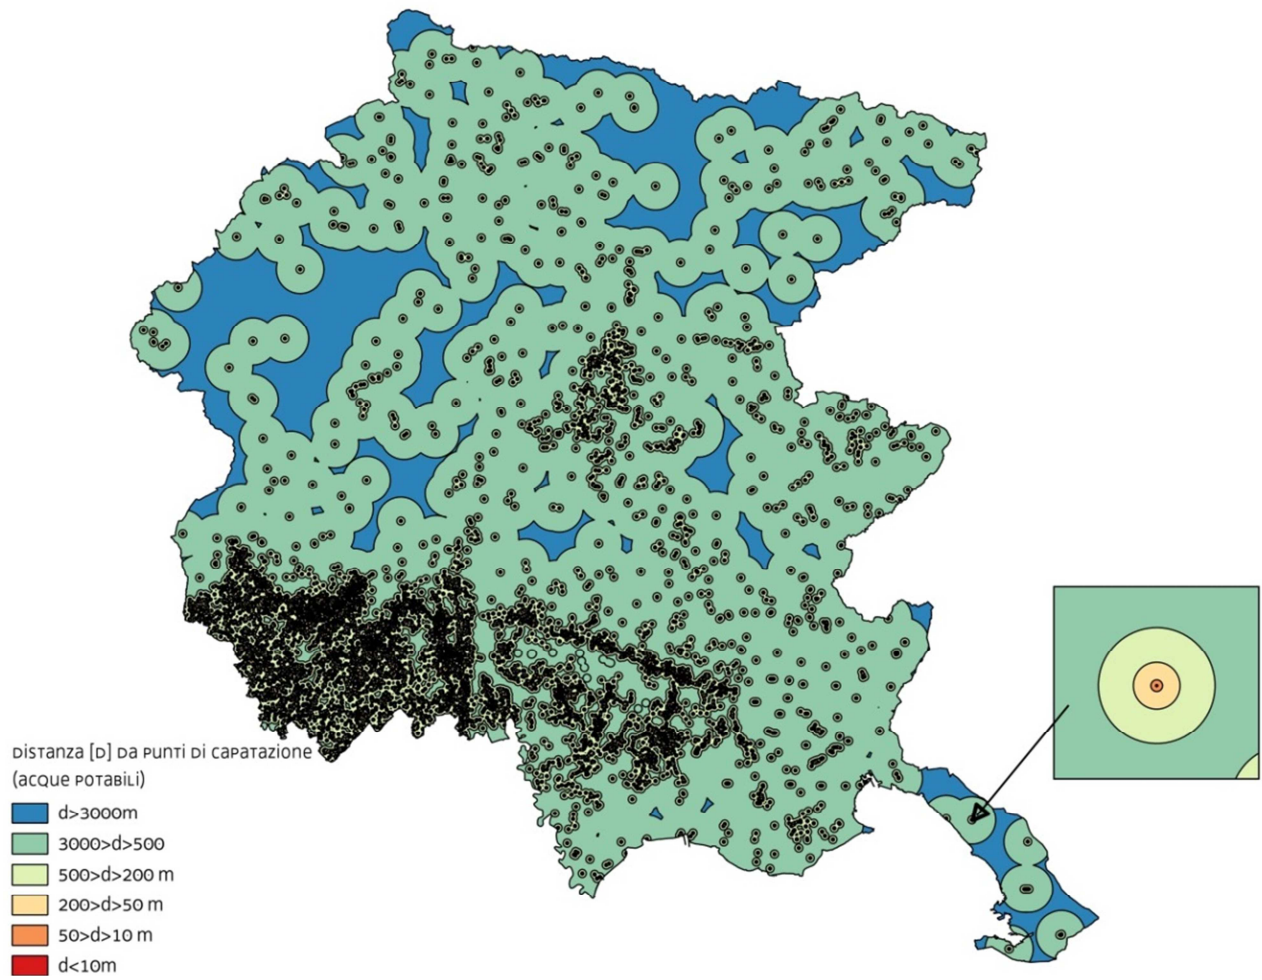 DISTANZA [D] DA PUNTI DI CAPATAZIONE
(ACQUE POTABILI)
d>3000m
3000>d>500
500>d>200 m
200>d>50 m
50>d>10 m
d<10m